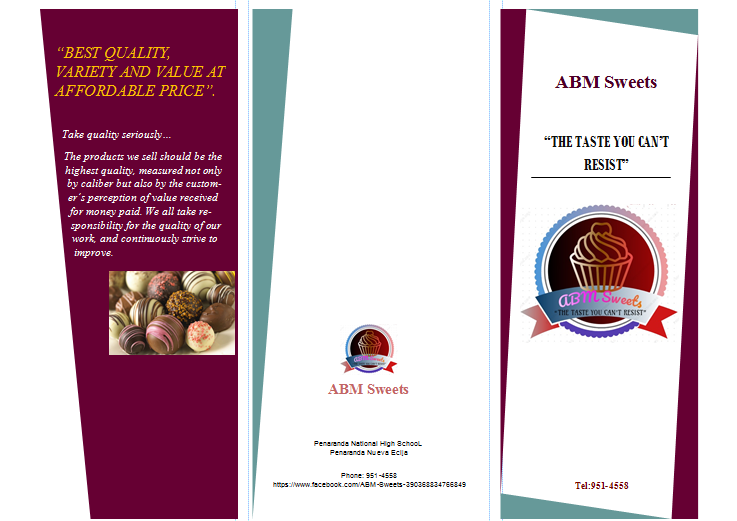 “BEST QUALITY,
VARIETY AND VALUE AT
AFFORDABLE PRICE”.
Take quality seriously…
The products we sell should be the
highest quality, measured not only
by caliber but also by the custom-
er´s perception of value received
for money paid. We all take re-
sponsibility for the quality of our
work, and continuously strive to
improve.
ABM Sweets
ABM Sweets
Penaranda National High SchooL
Penaranda Nueva Ecija
Phone: 951-4558
https://www.facebook.com/ABM-Sweets-390368834766849
ABM Sweets
“THE TASTE YOU CAN’T
RESIST”
ABM Sweets
"THE TASTE YOU CAN'T RESIST"
Tel:951-4558